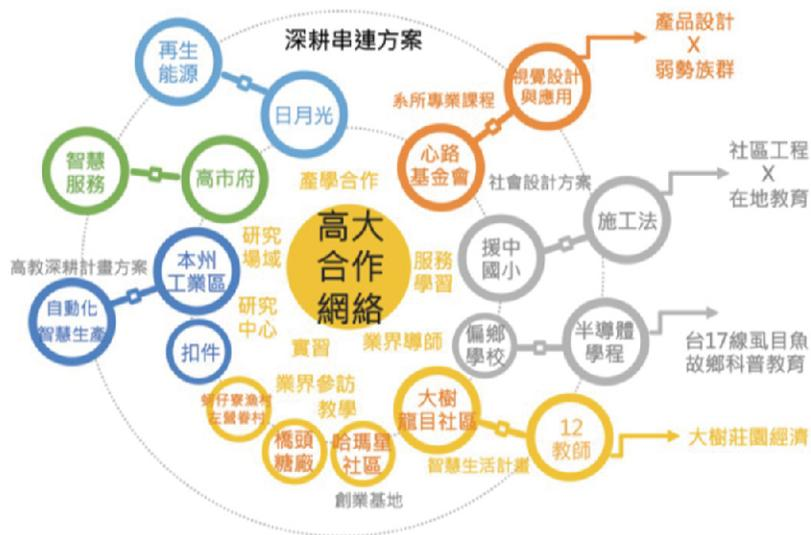 深耕串連方案
再生
能源
日月光
智慧
服務
高市府
高教深耕計畫方案
本州
工業區
自動化
智慧生產
扣件
產學合作
研究
場域
研究
中心
實習
業界參訪
教學
高大
合作
網絡
服務
學習
業界導師
系所專業課程
心路
基金會
視覺設計
與應用
產品設計
X
弱勢族群
社會設計方案
援中
國小
施工法
社區工程
X
在地教育
偏鄉
學校
半導體
學程
台17線虱目魚
故鄉科普教育
大樹
龍目社區
12
教師
大樹莊園經濟
智慧生活計畫
蚵仔寮漁村
左營眷村
橋頭
糖廠
哈瑪星
社區
創業基地